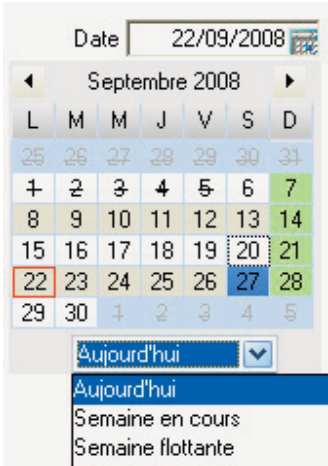 Date 22/09/2008
Septembre 2008
L M M J V S D
25 26 27 28 29 30 31
1 2 3 4 5 6 7
8 9 10 11 12 13 14
15 16 17 18 19 20 21
22 23 24 25 26 27 28
29 30 1 2 3 4 5
Aujourd'hui
Aujourd'hui
Semaine en cours
Semaine flottante